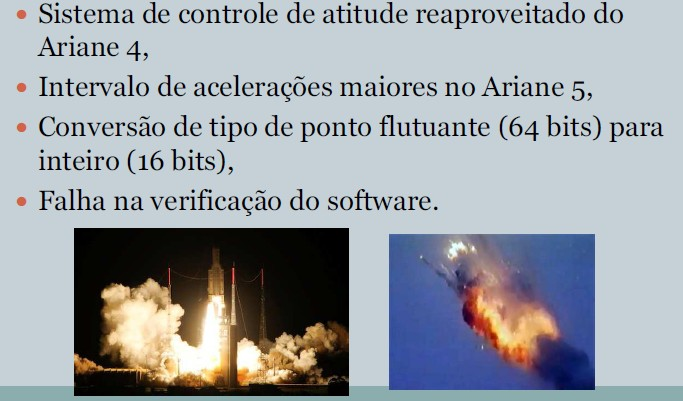 • Sistema de controle de atitude reaproveitado do
Ariane 4,
• Intervalo de acelerações maiores no Ariane 5,
• Conversão de tipo de ponto flutuante (64 bits) para
inteiro (16 bits),
• Falha na verificação do software.